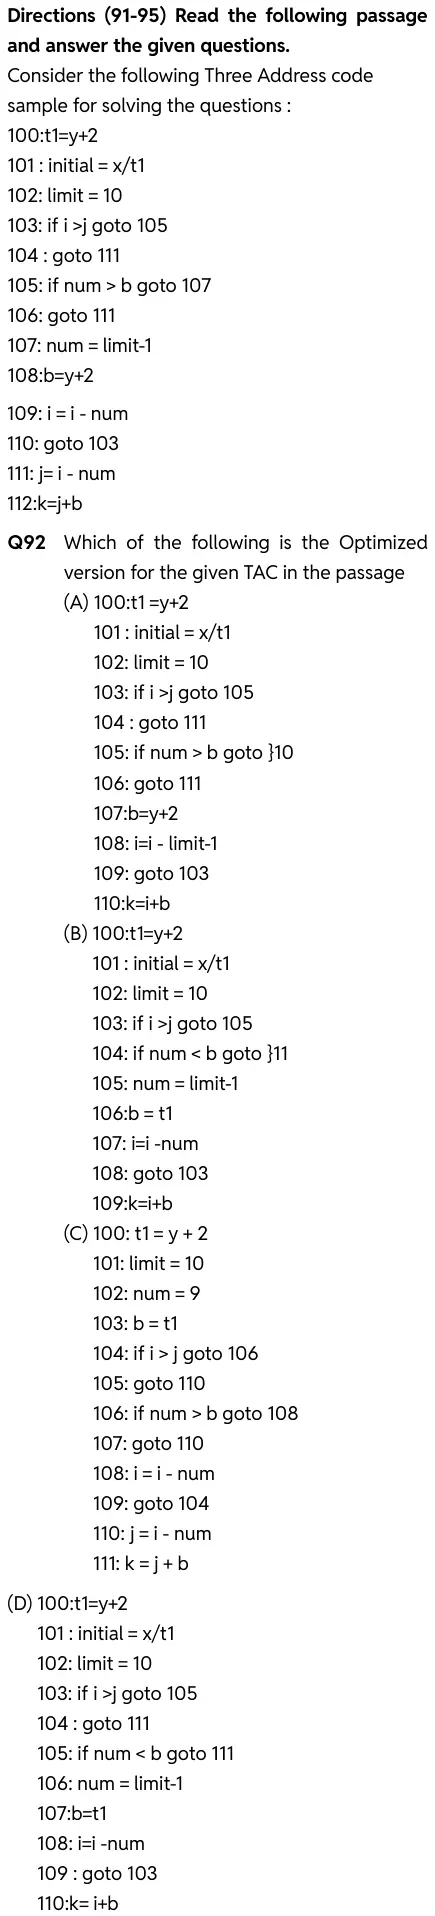 Directions (91-95) Read the following passage
and answer the given questions.
Consider the following Three Address code
sample for solving the questions :
100:t1=y+2
101 : initial = x/t1
102: limit = 10
103: if i >j goto 105
104 : goto 111
105: if num > b goto 107
106: goto 111
107: num = limit-1
108:b=y+2
109: i = i - num
110: goto 103
111: j= i - num
112:k=j+b
Q92 Which of the following is the Optimized
version for the given TAC in the passage
(A) 100:t1 =y+2
101 : initial = x/t1
102: limit = 10
103: if i >j goto 105
104 : goto 111
105: if num > b goto }10
106: goto 111
107:b=y+2
108: i=i - limit-1
109: goto 103
110:k=i+b
(B) 100:t1=y+2
101 : initial = x/t1
102: limit = 10
103: if i >j goto 105
104: if num < b goto }11
105: num = limit-1
106:b = t1
107: i=i -num
108: goto 103
109:k=i+b
(C) 100: t1 = y + 2
101: limit = 10
102: num = 9
103: b = t1
104: if i > j goto 106
105: goto 110
106: if num > b goto 108
107: goto 110
108: i = i - num
109: goto 104
110: j = i - num
111: k = j + b
(D) 100:t1=y+2
101 : initial = x/t1
102: limit = 10
103: if i >j goto 105
104 : goto 111
105: if num < b goto 111
106: num = limit-1
107:b=t1
108: i=i -num
109 : goto 103
110:k= i+b